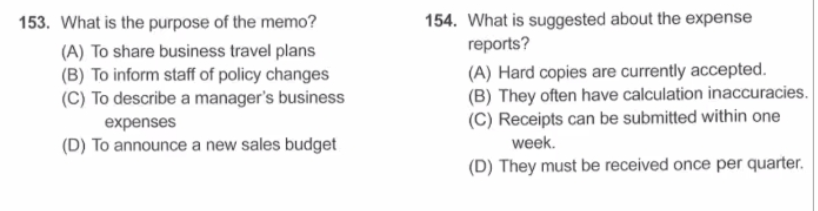 153. What is the purpose of the memo?
(A) To share business travel plans
(B) To inform staff of policy changes
(C) To describe a manager's business
expenses
(D) To announce a new sales budget
154. What is suggested about the expense
reports?
(A) Hard copies are currently accepted.
(B) They often have calculation inaccuracies.
(C) Receipts can be submitted within one
week.
(D) They must be received once per quarter.